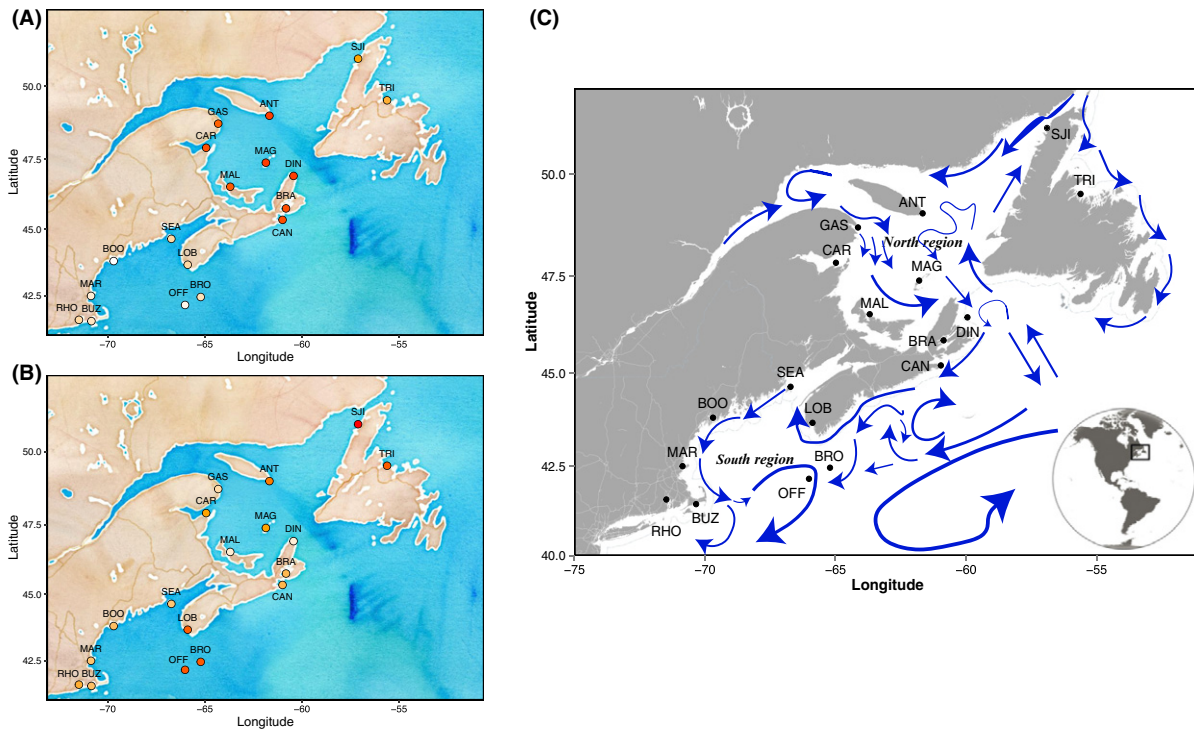 (A)
SJI
TRI
ANT
GAS
CAR
MAG
DIN
MAL
BRA
CAN
SEA
LOB
BOO
MAR
OFF
BRO
RHO
BUZ
50.0
47.5
45.0
42.5
Latitude
−70
−65
−60
−55
Longitude
(B)
SJI
TRI
ANT
GAS
CAR
MAG
DIN
MAL
BRA
CAN
SEA
LOB
BOO
MAR
OFF
BRO
RHO
BUZ
50.0
47.5
45.0
42.5
Latitude
−70
−65
−60
−55
Longitude
(C)
SJI
TRI
ANT
GAS
North region
CAR
MAG
MAL
DIN
BRA
CAN
SEA
BOO
LOB
MAR
South region
BRO
OFF
RHO
BUZ
50.0
47.5
45.0
42.5
40.0
Latitude
−75
−70
−65
−60
−55
Longitude